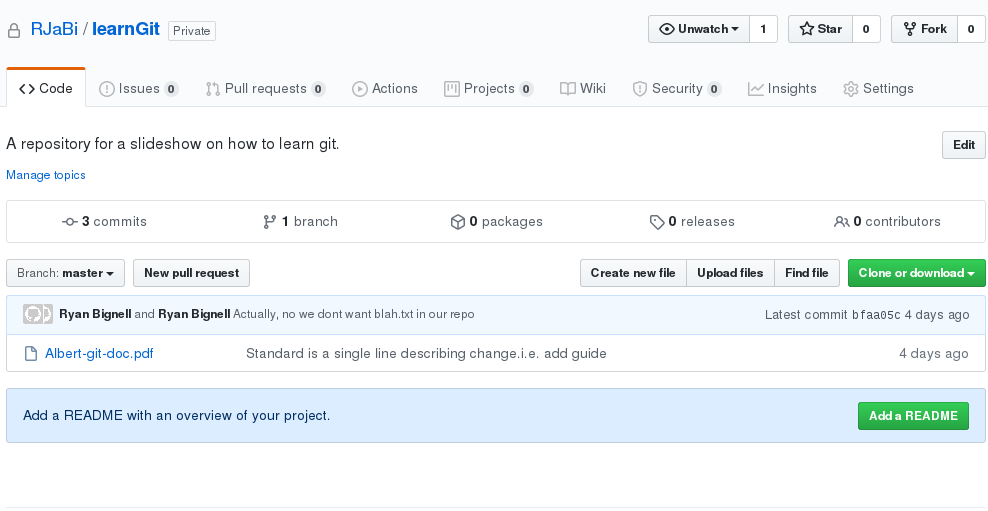 RJaBi / learnGit Private Unwatch 1 Star 0 Fork 0
Code Issues 0 Pull requests 0 Actions Projects 0 Wiki Security 0 Insights Settings
A repository for a slideshow on how to learn git. Edit
Manage topics
3 commits 1 branch 0 packages 0 releases 0 contributors
Branch: master New pull request Create new file Upload files Find file Clone or download
Ryan Bignell and Ryan Bignell Actually, no we dont want blah.txt in our repo Latest commit bfaa05c 4 days ago
Albert-git-doc.pdf Standard is a single line describing change.i.e. add guide 4 days ago
Add a README with an overview of your project. Add a README